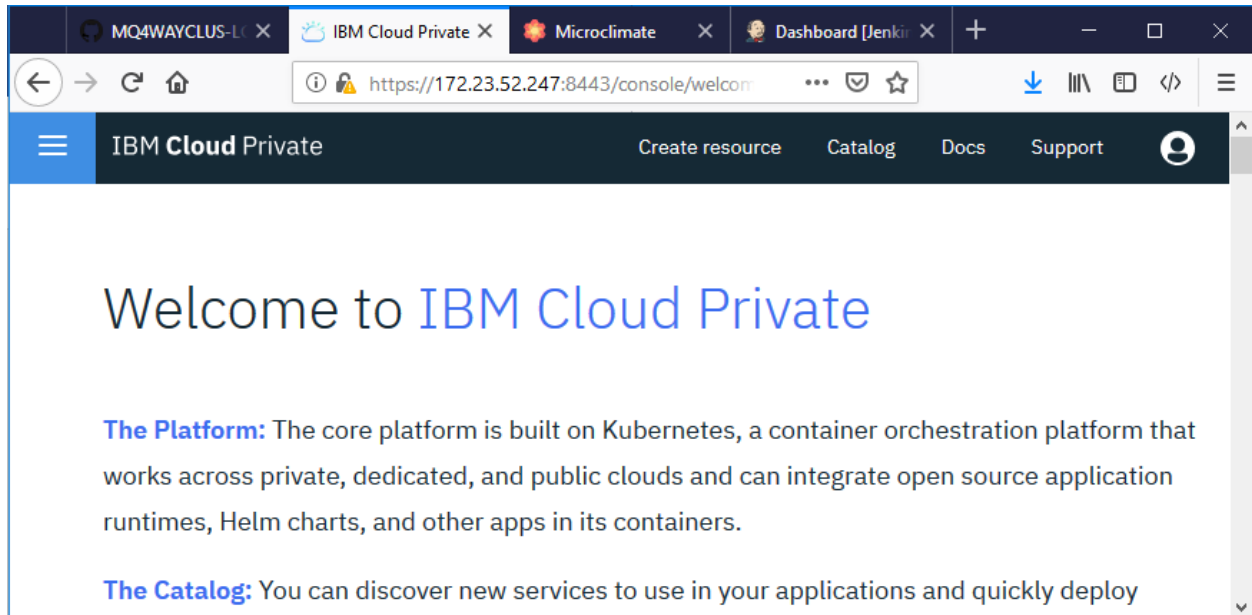 MQ4WAYCLUS-L
IBM Cloud Private
Microclimate
Dashboard [Jenki
https://172.23.52.247:8443/console/welcom
IBM Cloud Private
Create resource
Catalog
Docs
Support
Welcome to IBM Cloud Private
The Platform: The core platform is built on Kubernetes, a container orchestration platform that
works across private, dedicated, and public clouds and can integrate open source application
runtimes, Helm charts, and other apps in its containers.
The Catalog: You can discover new services to use in your applications and quickly deploy